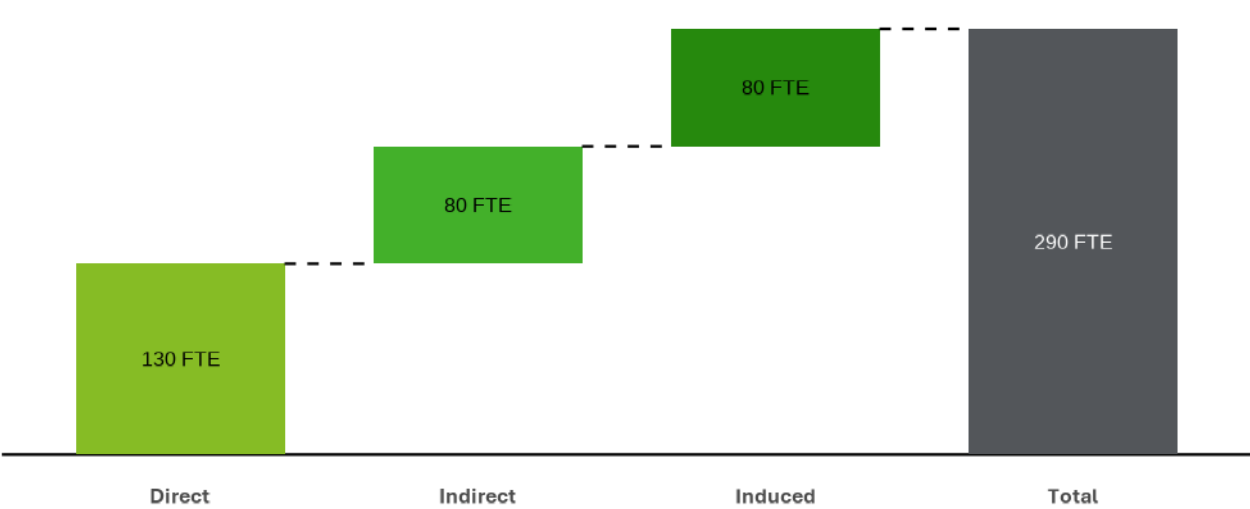 80 FTE
80 FTE
290 FTE
130 FTE
Direct
Indirect
Induced
Total